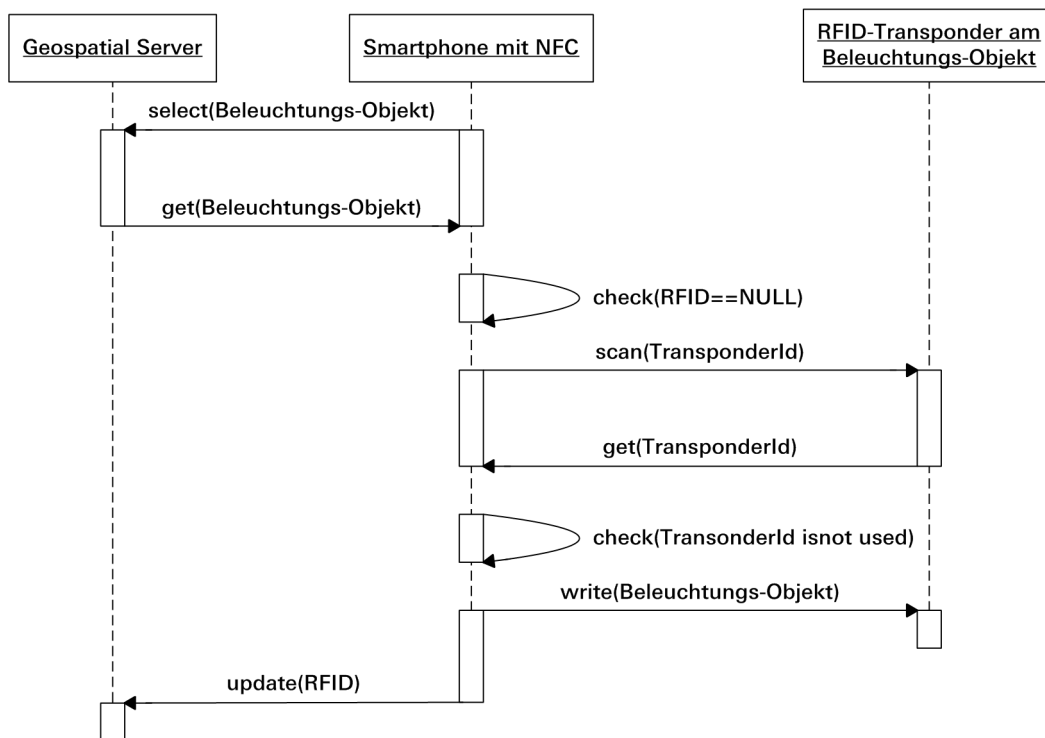 Geospatial Server
Smartphone mit NFC
RFID-Transponder am
Beleuchtungs-Objekt
select(Beleuchtungs-Objekt)
get(Beleuchtungs-Objekt)
check(RFID==NULL)
scan(TransponderId)
get(TransponderId)
check(TransonderId isnot used)
write(Beleuchtungs-Objekt)
update(RFID)